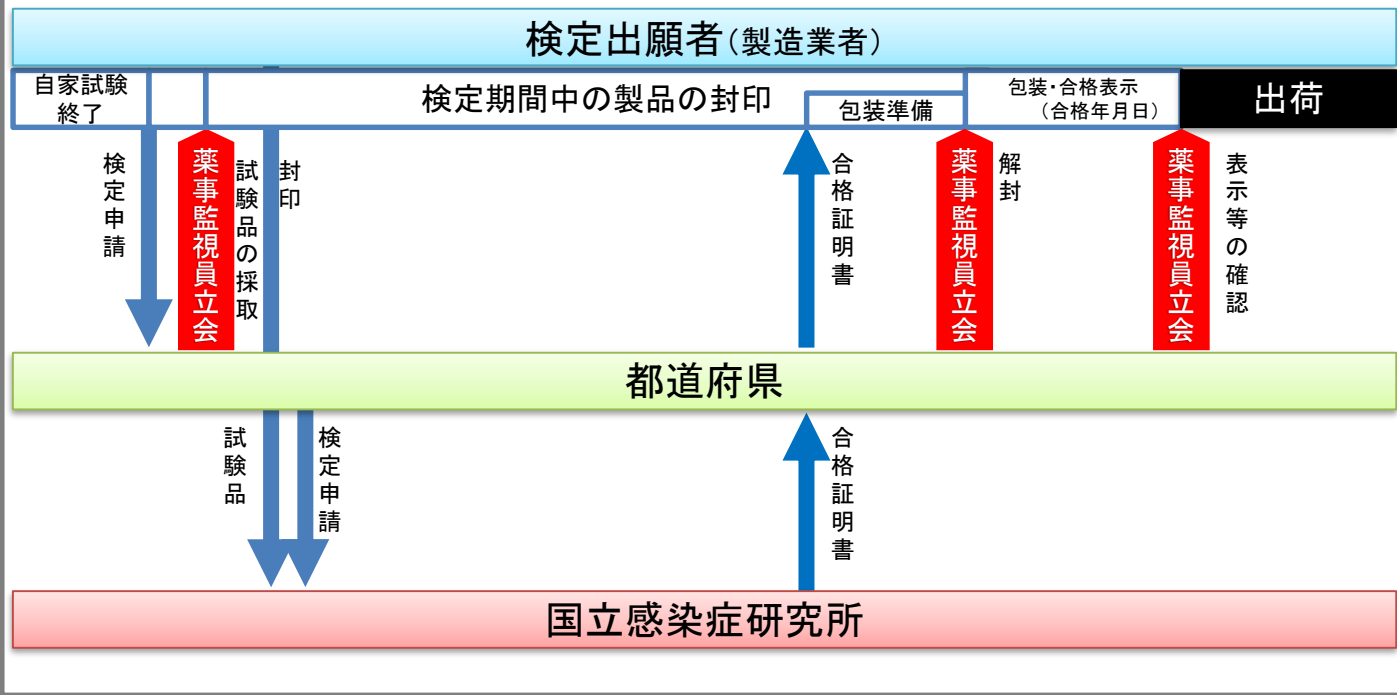 検定出願者（製造業者）
自家試験
終了
検定期間中の製品の封印
包装準備
包装・合格表示
（合格年月日）
出荷
検定申請
薬事監視員立会
試験品の採取
封印
合格証明書
薬事監視員立会
解封
薬事監視員立会
表示等の確認
都道府県
試験品
検定申請
合格証明書
国立感染症研究所